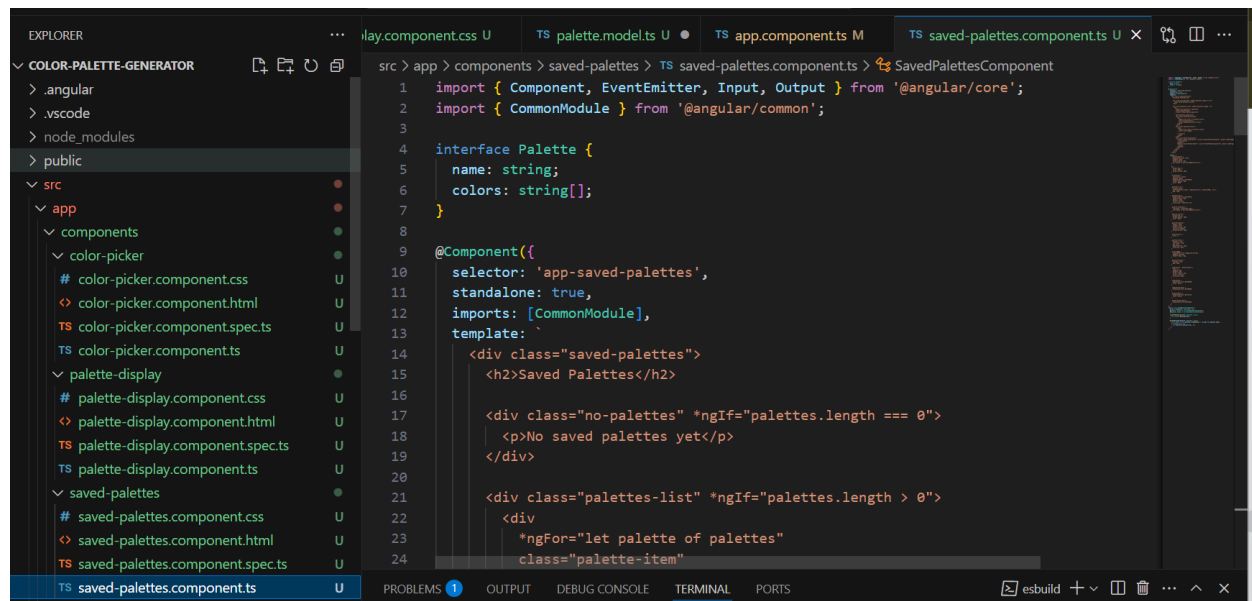 EXPLORER
COLOR-PALETTE-GENERATOR
.angular
.vscode
node_modules
public
src
app
components
color-picker
# color-picker.component.css U
<> color-picker.component.html U
TS color-picker.component.spec.ts U
TS color-picker.component.ts U
palette-display
# palette-display.component.css U
<> palette-display.component.html U
TS palette-display.component.spec.ts U
TS palette-display.component.ts U
saved-palettes
# saved-palettes.component.css U
<> saved-palettes.component.html U
TS saved-palettes.component.spec.ts U
TS saved-palettes.component.ts U
lay.component.css U TS palette.model.ts U TS app.component.ts M TS saved-palettes.component.ts U
src > app > components > saved-palettes > TS saved-palettes.component.ts > SavedPalettesComponent
1 import { Component, EventEmitter, Input, Output } from '@angular/core';
2 import { CommonModule } from '@angular/common';
3
4 interface Palette {
5 name: string;
6 colors: string[];
7 }
8
9 @Component({
10 selector: 'app-saved-palettes',
11 standalone: true,
12 imports: [CommonModule],
13 template: `
14 <div class="saved-palettes">
15 <h2>Saved Palettes</h2>
16
17 <div class="no-palettes" *ngIf="palettes.length === 0">
18 <p>No saved palettes yet</p>
19 </div>
20
21 <div class="palettes-list" *ngIf="palettes.length > 0">
22 <div
23 *ngFor="let palette of palettes"
24 class="palette-item"
PROBLEMS 1 OUTPUT DEBUG CONSOLE TERMINAL PORTS esbuild